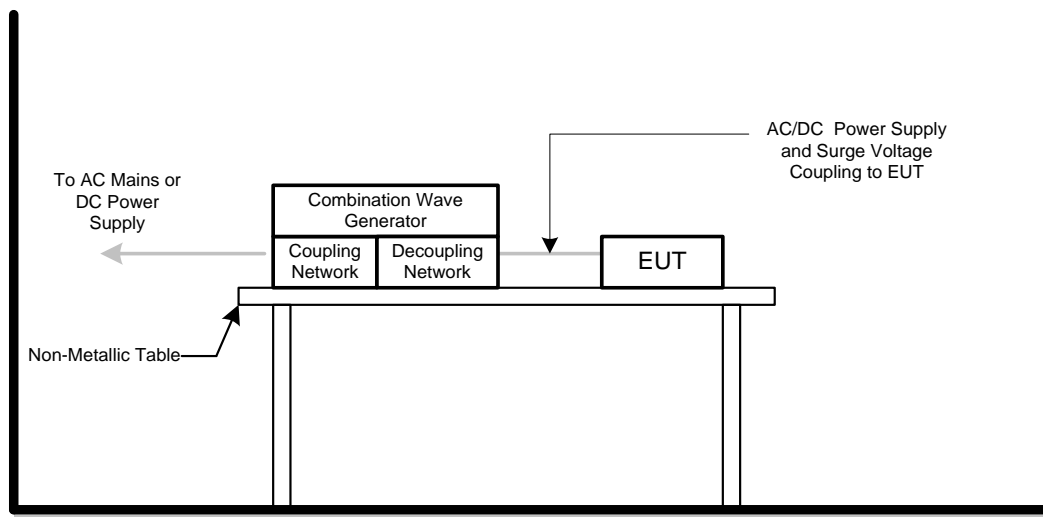 AC/DC Power Supply
and Surge Voltage
Coupling to EUT
To AC Mains or
DC Power
Supply
Combination Wave
Generator
Coupling
Network
Decoupling
Network
EUT
Non-Metallic Table